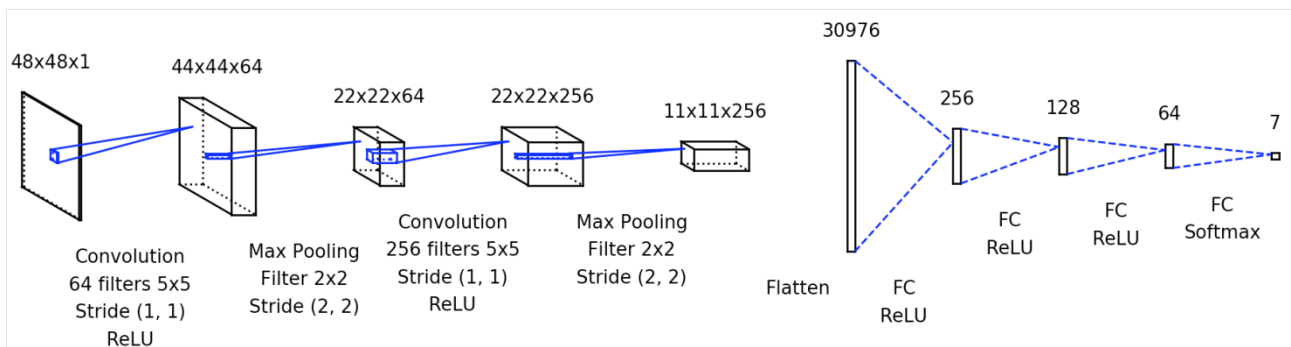 48x48x1
44x44x64
22x22x64
22x22x256
11x11x256
30976
256
128
64
7
Convolution
64 filters 5x5
Stride (1, 1)
ReLU
Max Pooling
Filter 2x2
Stride (2, 2)
Convolution
256 filters 5x5
Stride (1, 1)
ReLU
Max Pooling
Filter 2x2
Stride (2, 2)
Flatten
FC
ReLU
FC
ReLU
FC
ReLU
FC
Softmax